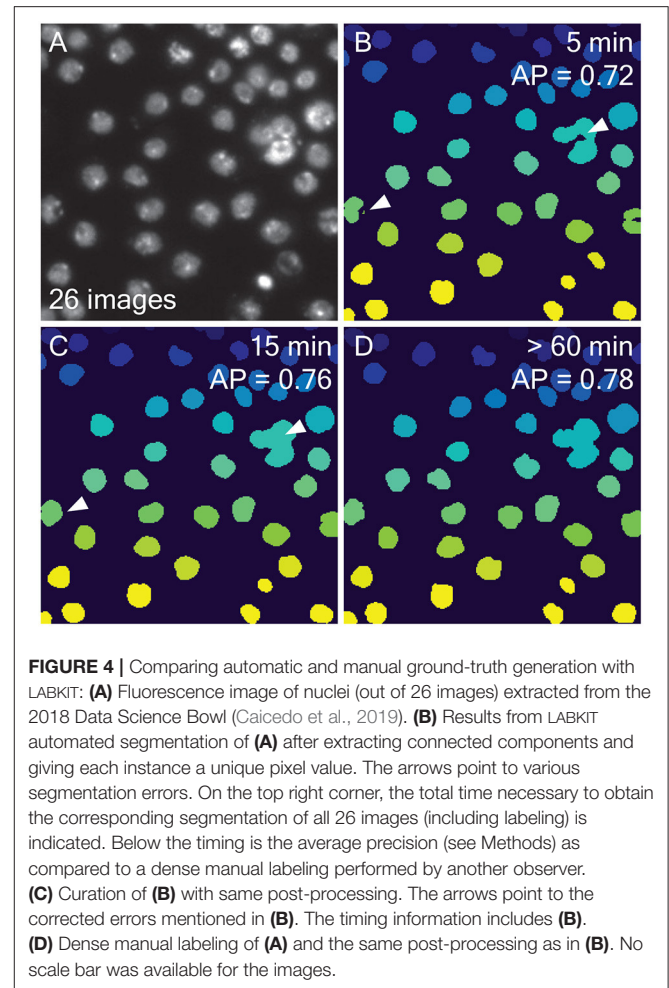 A
26 images
B
5 min
AP = 0.72
C
15 min
AP = 0.76
D
> 60 min
AP = 0.78
FIGURE 4 | Comparing automatic and manual ground-truth generation with
LABKIT: (A) Fluorescence image of nuclei (out of 26 images) extracted from the
2018 Data Science Bowl (Caicedo et al., 2019). (B) Results from LABKIT
automated segmentation of (A) after extracting connected components and
giving each instance a unique pixel value. The arrows point to various
segmentation errors. On the top right corner, the total time necessary to obtain
the corresponding segmentation of all 26 images (including labeling) is
indicated. Below the timing is the average precision (see Methods) as
compared to a dense manual labeling performed by another observer.
(C) Curation of (B) with same post-processing. The arrows point to the
corrected errors mentioned in (B). The timing information includes (B).
(D) Dense manual labeling of (A) and the same post-processing as in (B). No
scale bar was available for the images.